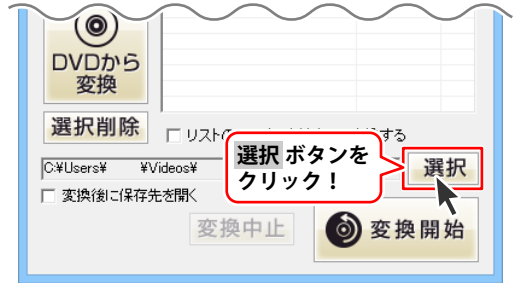 DVDから
変換
選択削除
リストの
する
選択 ボタンを
クリック！
C:¥Users¥ ¥Videos¥
選択
変換後に保存先を開く
変換中止
変換開始